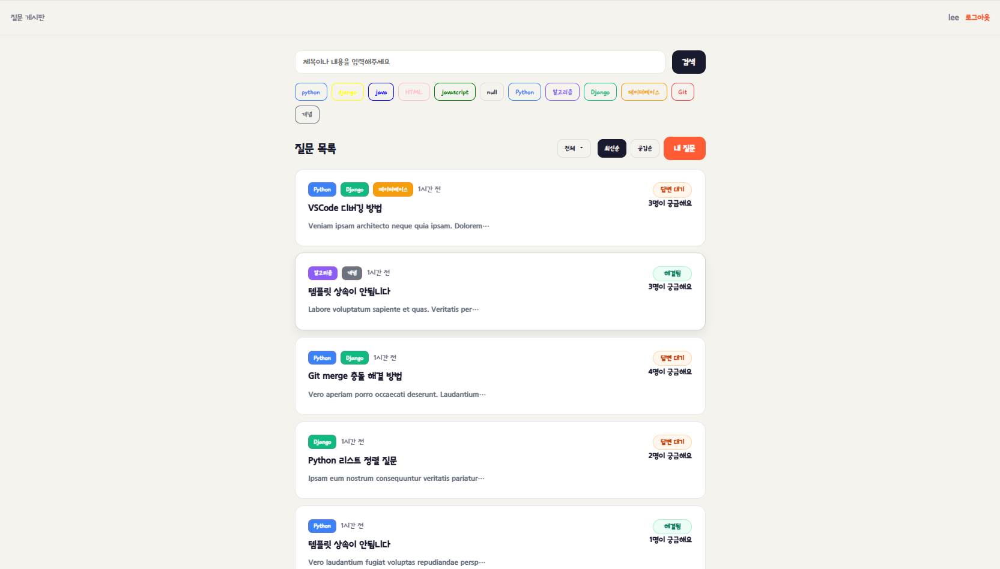 질문 게시판
lee 로그아웃
제목이나 내용을 입력해주세요
검색
python django java HTML javascript null Python 알고리즘 Django 데이터베이스 Git
개념
질문 목록
전체 최신순 공감순 내 질문
Python Django 데이터베이스 1시간 전
답변 대기
VSCode 디버깅 방법
3명이 궁금해요
Veniam ipsam architecto neque quia ipsam. Dolorem…
알고리즘 개념 1시간 전
해결됨
템플릿 상속이 안됩니다
3명이 궁금해요
Labore voluptatum sapiente et quas. Veritatis per…
Python Django 1시간 전
답변 대기
Git merge 충돌 해결 방법
4명이 궁금해요
Vero aperiam porro occaecati deserunt. Laudantium…
Django 1시간 전
답변 대기
Python 리스트 정렬 질문
2명이 궁금해요
Ipsam eum nostrum consequuntur veritatis pariatur…
Python 1시간 전
해결됨
템플릿 상속이 안됩니다
1명이 궁금해요
Vero laudantium fugiat voluptas repudiandae persp…